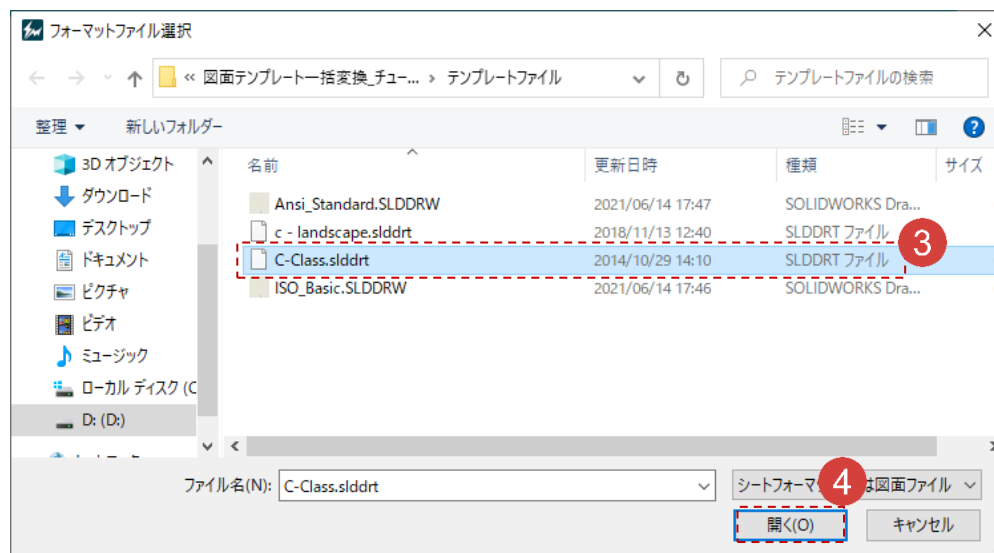 フォーマットファイル選択
« 図面テンプレート一括変換_チュー... › テンプレートファイル
テンプレートファイルの検索
整理
新しいフォルダー
?
名前 更新日時 種類 サイズ
3D オブジェクト
ダウンロード
デスクトップ
ドキュメント
ピクチャ
ビデオ
ミュージック
ローカル ディスク (C
D: (D:)
Ansi_Standard.SLDDRW 2021/06/14 17:47 SOLIDWORKS Dra...
c - landscape.slddrt 2018/11/13 12:40 SLDDRT ファイル
C-Class.slddrt 2014/10/29 14:10 SLDDRT ファイル
3
ISO_Basic.SLDDRW 2021/06/14 17:46 SOLIDWORKS Dra...
ファイル名(N): C-Class.slddrt
シートフォーマ
は図面ファイル
4
開く(O) キャンセル